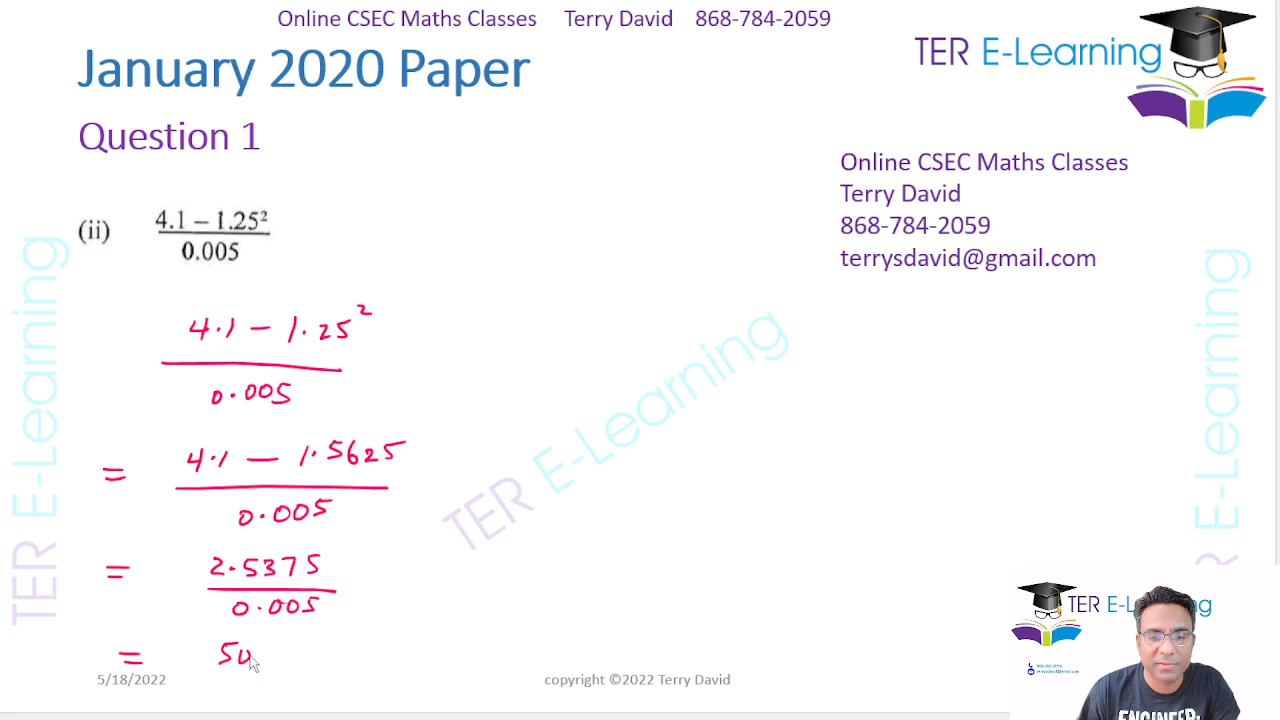 Online CSEC Maths Classes Terry David 868-784-2059
January 2020 Paper
TER E-Learning
Question 1
Online CSEC Maths Classes
Terry David
868-784-2059
terrysdavid@gmail.com
(ii) 4.1 – 1.25²
0.005
4.1 – 1.25²
0.005
= 4.1 – 1.5625
0.005
= 2.5375
0.005
= 50
TER E-Learning
TER E-Learning
TER E-Learning
TER E-Learning
ENGINEER
5/18/2022
copyright ©2022 Terry David